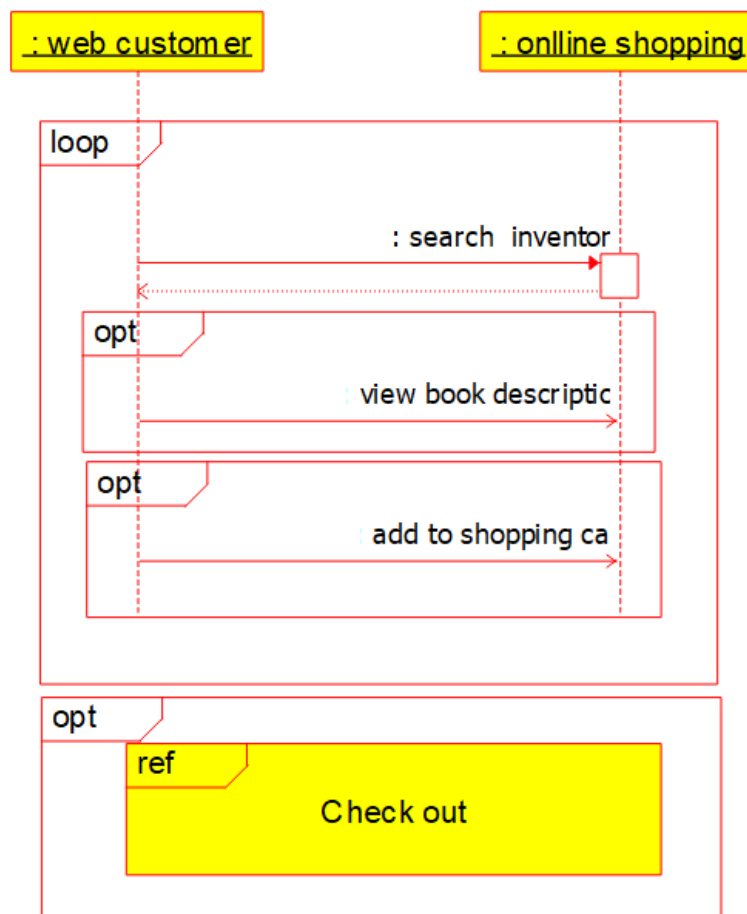 : web customer
: onlline shopping
loop
: search inventor
opt
: view book descriptic
opt
: add to shopping ca
opt
ref
Check out